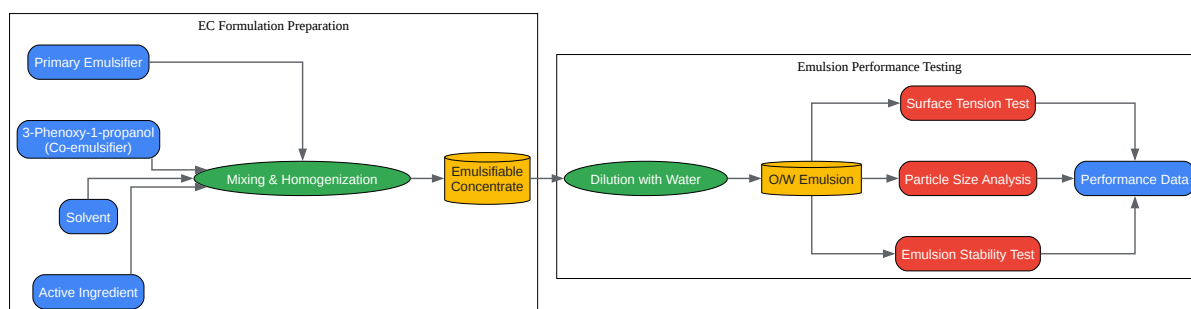 EC Formulation Preparation
Primary Emulsifier
3-Phenoxy-1-propanol
(Co-emulsifier)
Solvent
Active Ingredient
Mixing & Homogenization
Emulsifiable
Concentrate
Emulsion Performance Testing
Dilution with Water
O/W Emulsion
Surface Tension Test
Particle Size Analysis
Emulsion Stability Test
Performance Data